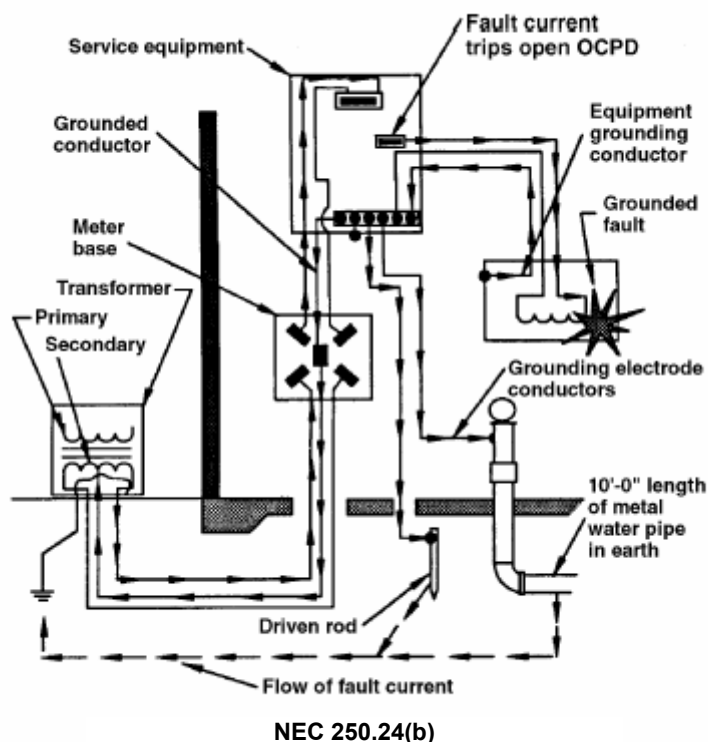 Fault current
trips open OCPD
Service equipment
Grounded
conductor
Equipment
grounding
conductor
Grounded
fault
Meter
base
Transformer
Primary
Secondary
Grounding electrode
conductors
10'-0" length
of metal
water pipe
in earth
Driven rod
Flow of fault current
NEC 250.24(b)